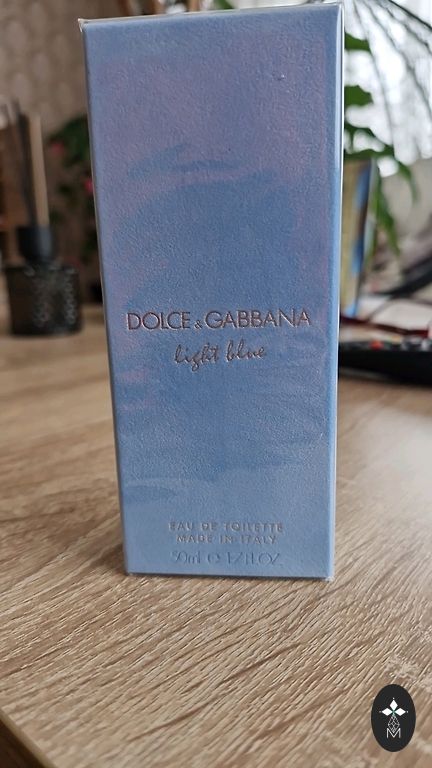 DOLCE & GABBANA
light blue
EAU DE TOILETTE
MADE IN ITALY
50ml ℮ 1.7 FL.OZ
M